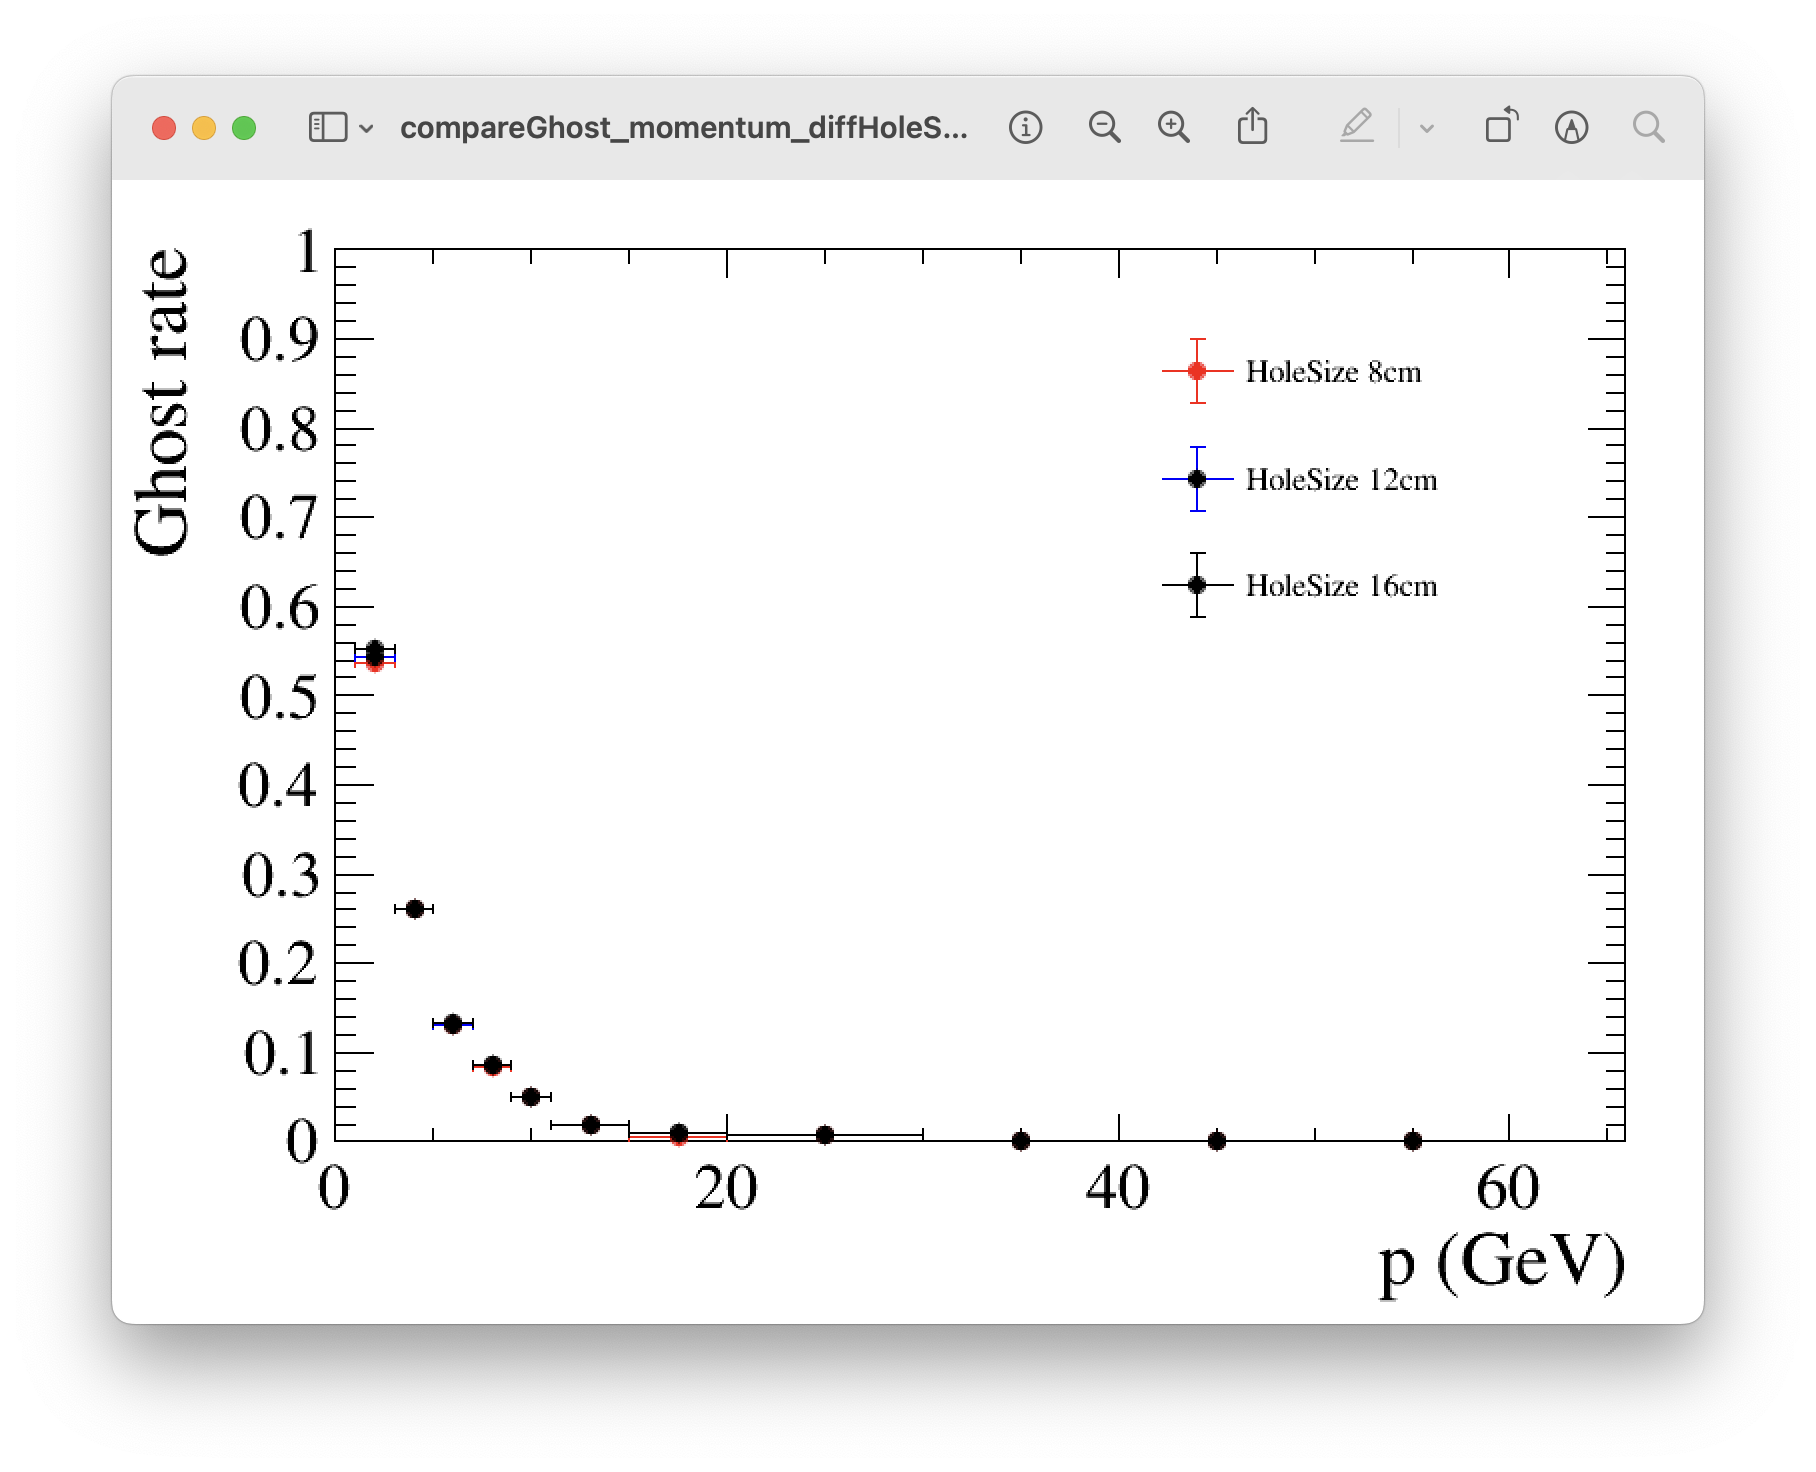 compareGhost_momentum_diffHoleS...
Ghost rate
1
0.9
0.8
0.7
0.6
0.5
0.4
0.3
0.2
0.1
0
HoleSize 8cm
HoleSize 12cm
HoleSize 16cm
0 20 40 60
p (GeV)